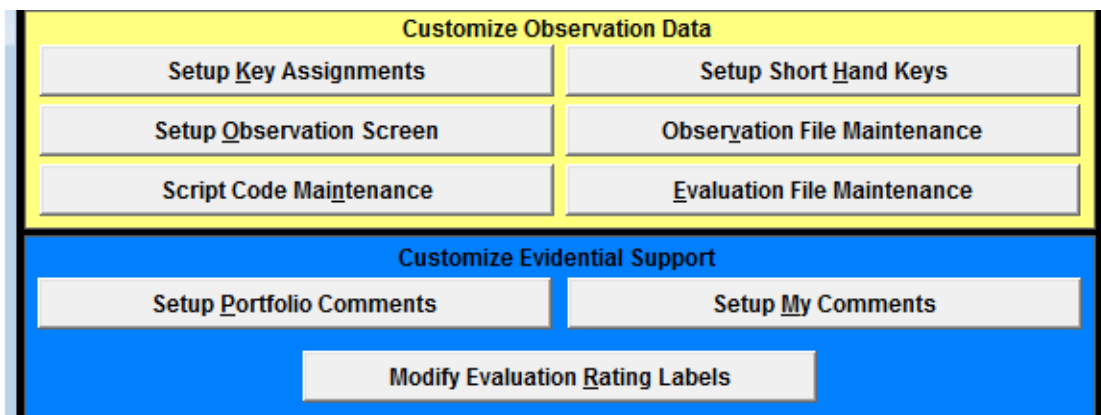 Customize Observation Data
Setup Key Assignments
Setup Short Hand Keys
Setup Observation Screen
Observation File Maintenance
Script Code Maintenance
Evaluation File Maintenance
Customize Evidential Support
Setup Portfolio Comments
Setup My Comments
Modify Evaluation Rating Labels